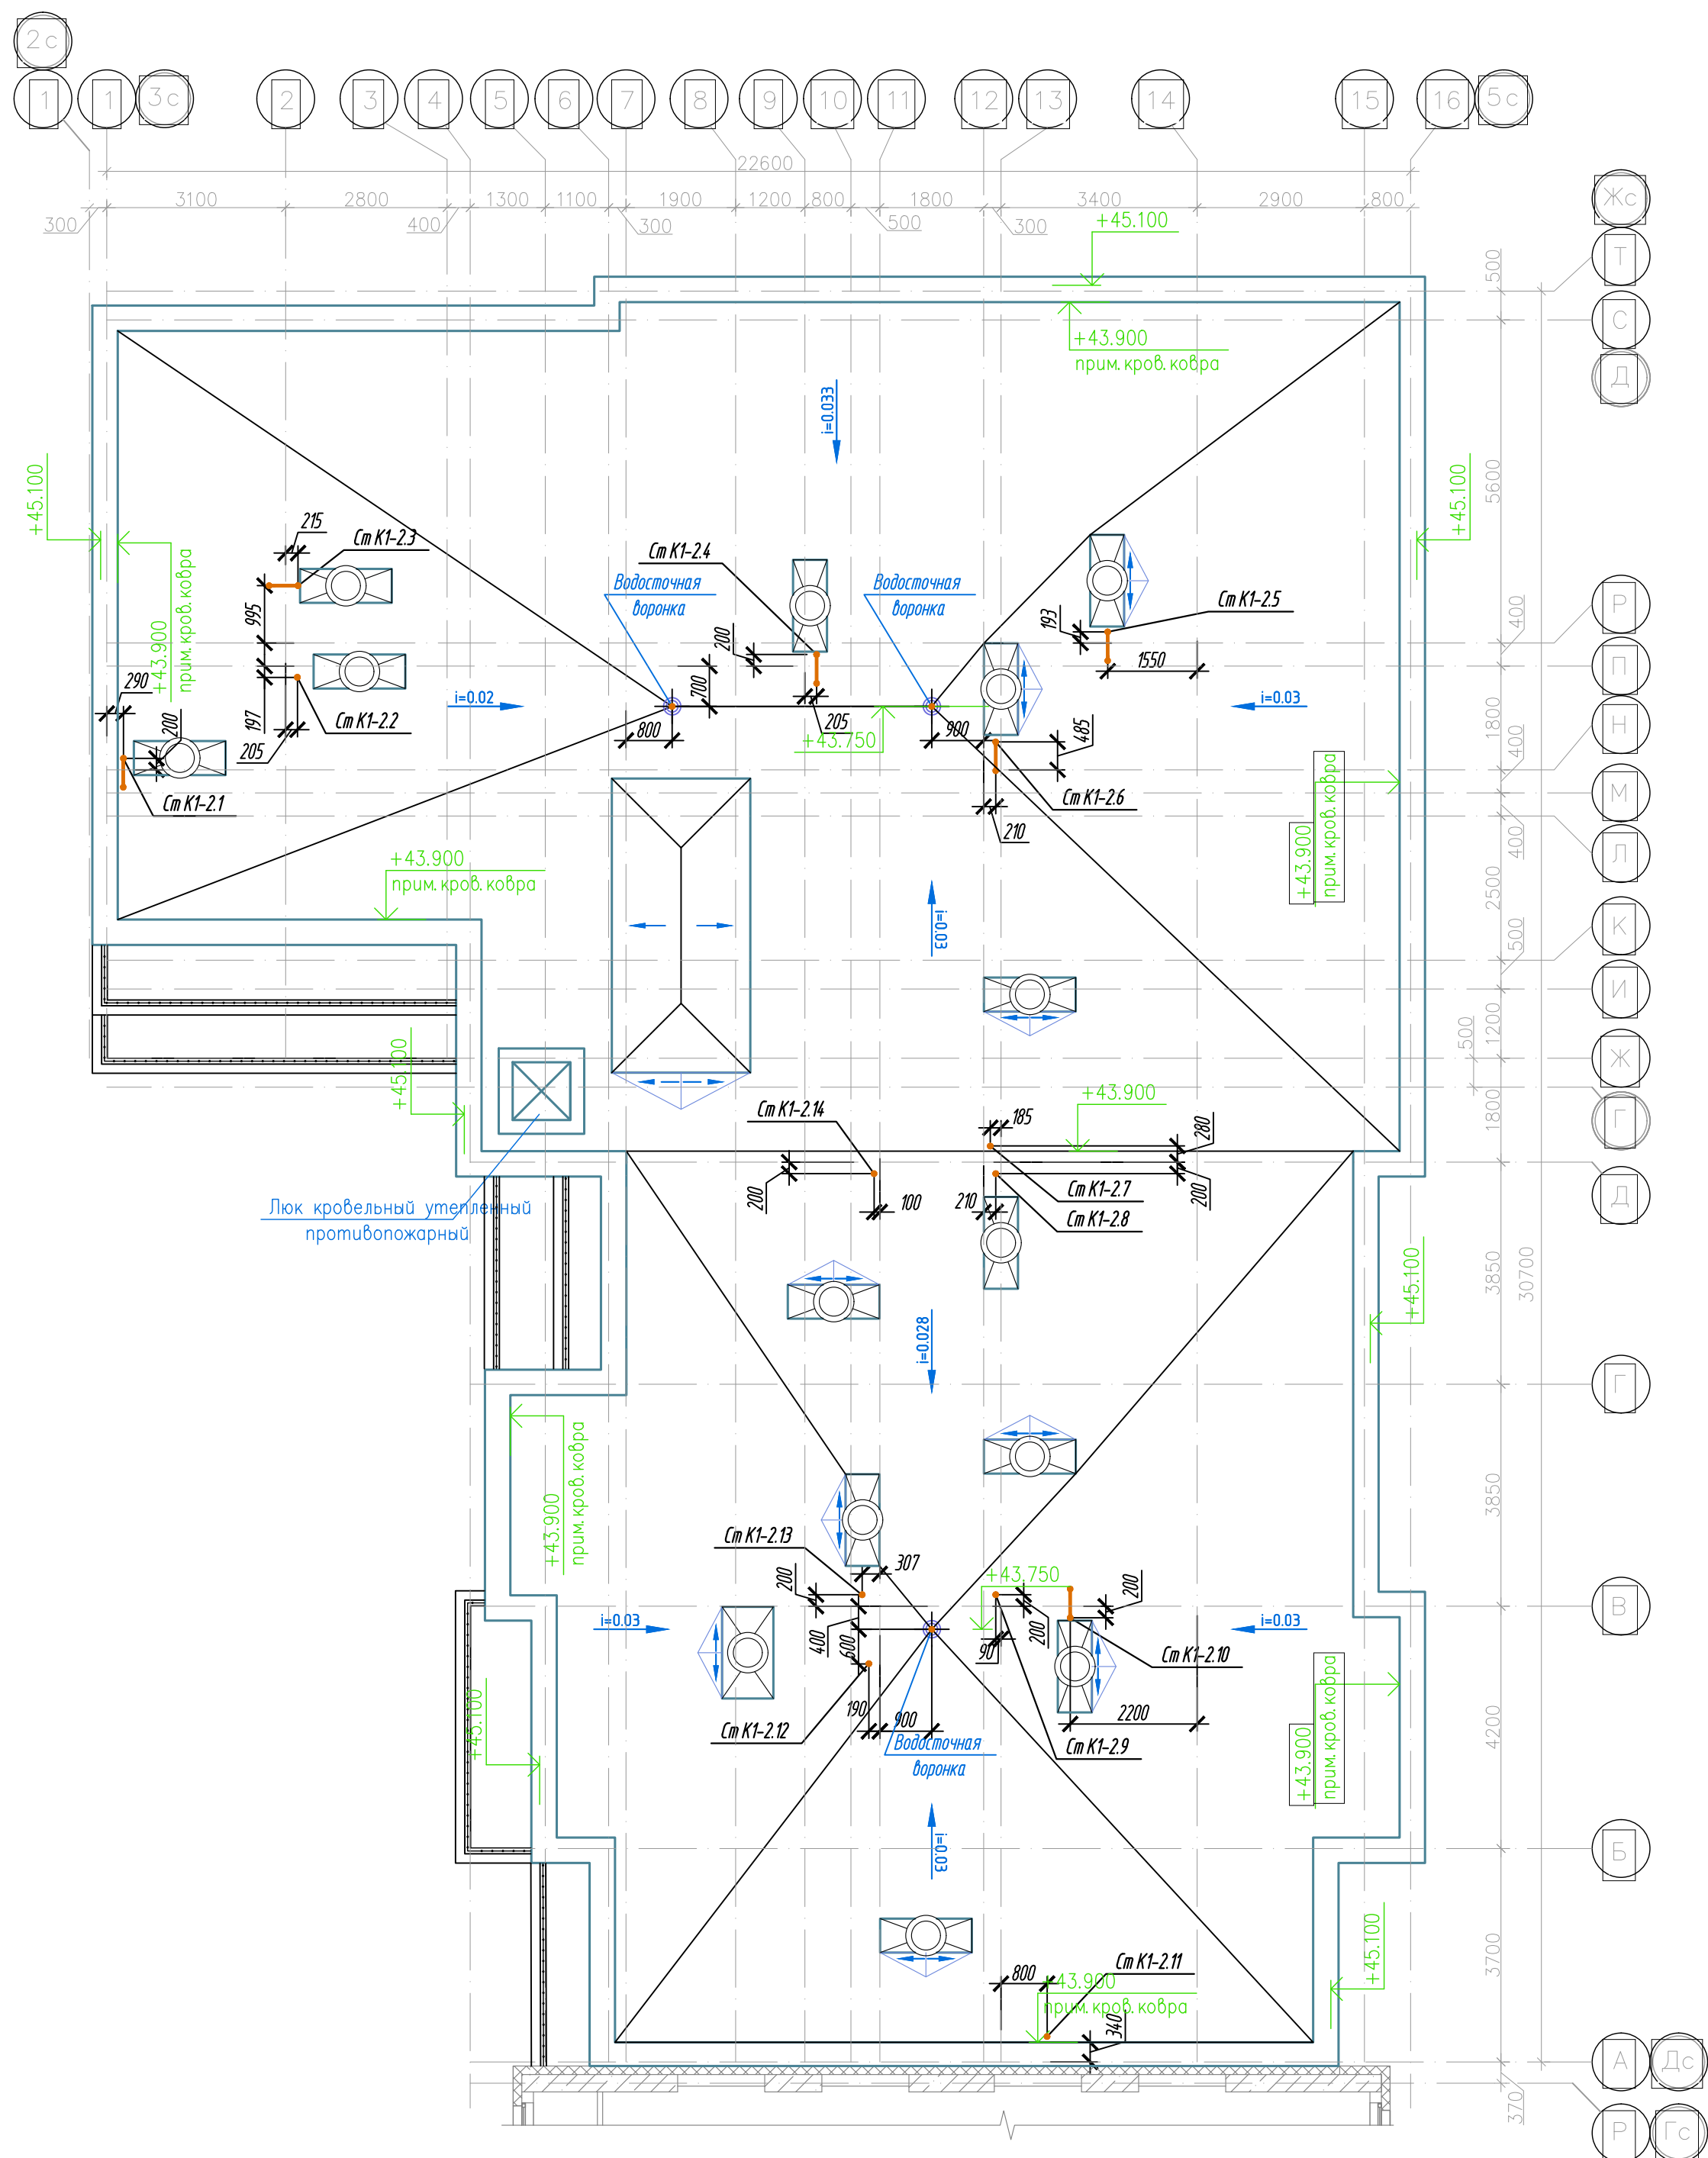 2с
1
1
3с
2
3
4
5
6
7
8
9
10
11
12
13
14
15
16
5с
22600
3100
2800
1300
1100
1900
1200
800
1800
3400
2900
800
300
400
300
500
300
+45.100
Жс
Т
С
Д
500
+43.900
прим. кров. ковра
i=0.033
5600
+45.100
+45.100
+43.900
прим. кров. ковра
215
Ст К1-2.3
Ст К1-2.4
Водосточная
воронка
Водосточная
воронка
995
200
193
Ст К1-2.5
400
Р
П
1550
700
290
i=0.02
i=0.03
197
200
205
Ст К1-2.2
800
205
+43.750
900
485
1800
400
Н
М
Ст К1-2.1
Ст К1-2.6
210
+43.900
прим. кров. ковра
400
Л
+43.900
прим. кров. ковра
2500
i=0.03
500
К
И
+45.100
500
1200
Ж
+43.900
Ст К1-2.14
185
280
1800
Г
Люк кровельный утепленный
противопожарный
200
100
210
Ст К1-2.7
Ст К1-2.8
200
Д
+45.100
3850
30700
i=0.028
Г
+43.900
прим. кров. ковра
3850
Ст К1-2.13
307
200
+43.750
200
i=0.03
400
600
90
200
i=0.03
В
Ст К1-2.10
+45.100
190
900
2200
Ст К1-2.12
Водосточная
воронка
Ст К1-2.9
+43.900
прим. кров. ковра
4200
i=0.03
Б
800
+43.900
прим. кров. ковра
Ст К1-2.11
340
+45.100
3700
А
Дс
370
Р
Гс